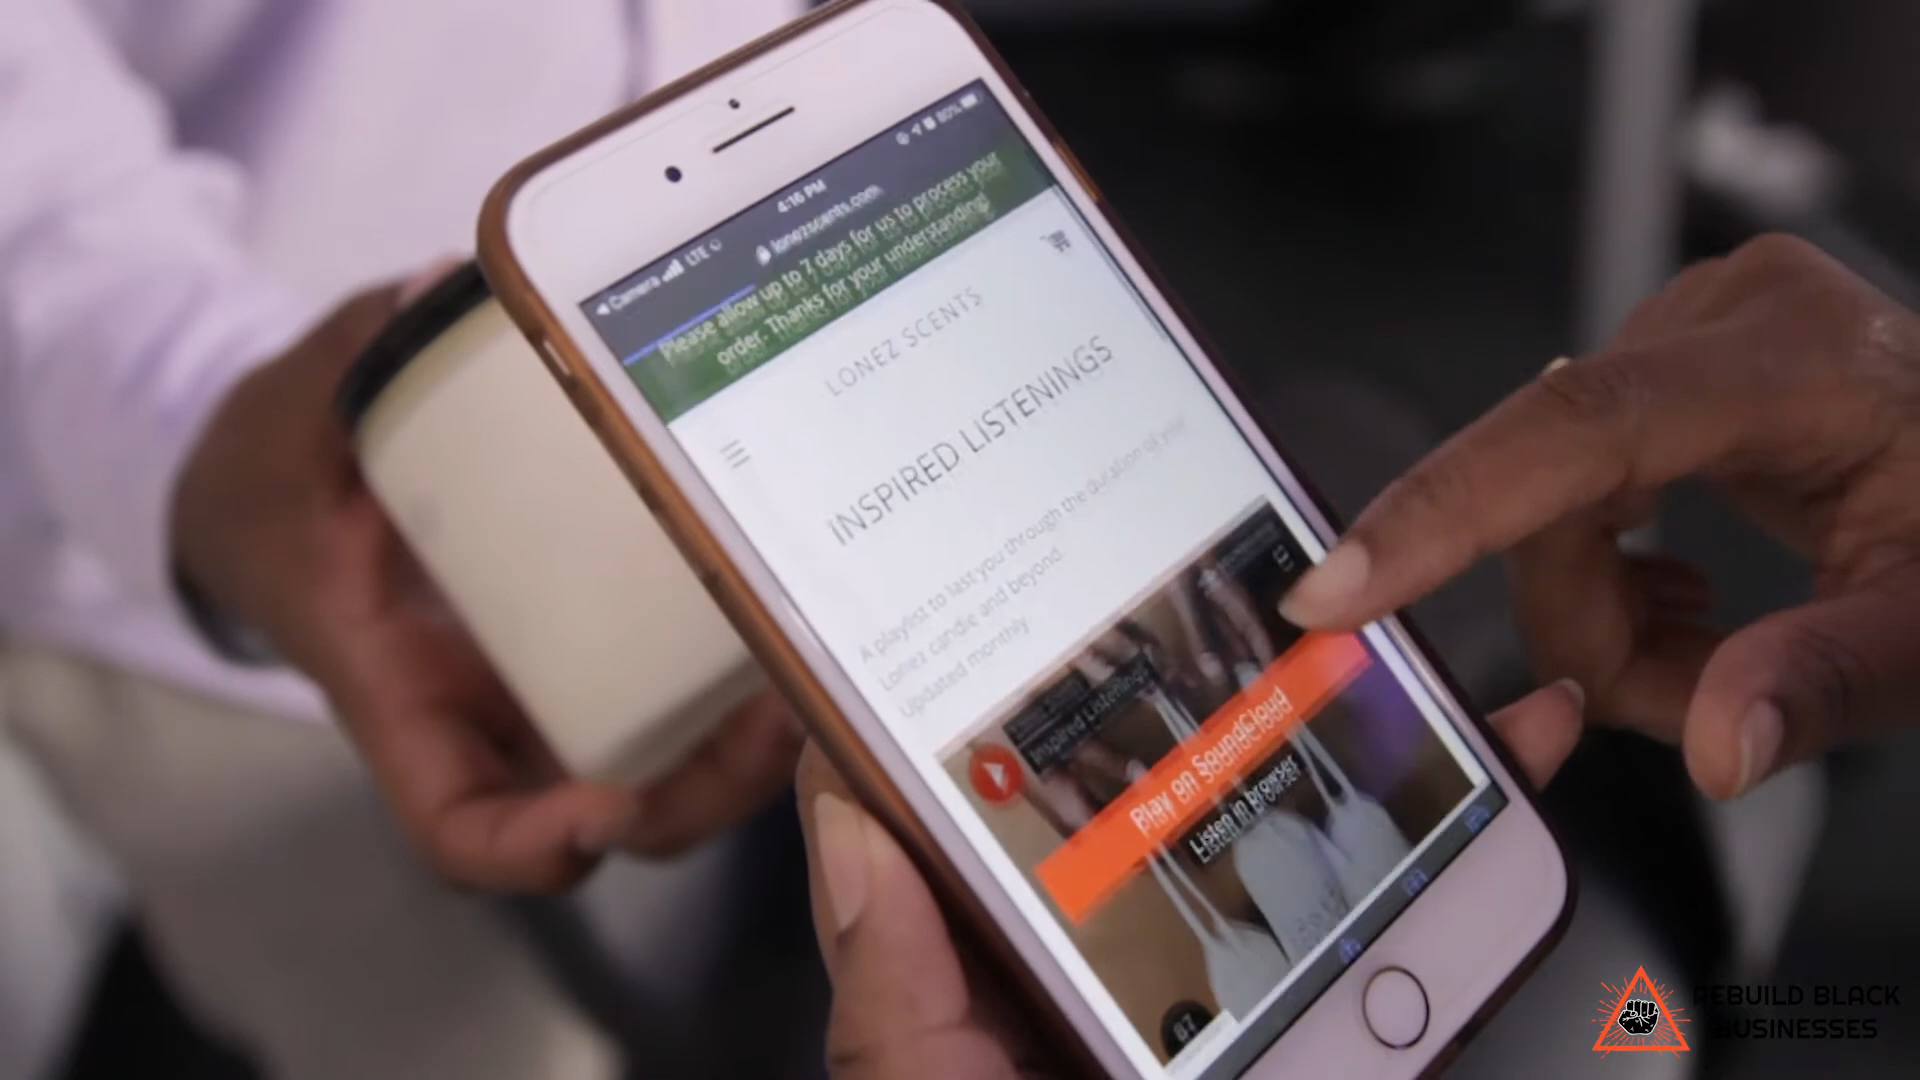 Camera LTE 4:16 PM 80%
lonezscents.com
Please allow up to 7 days for us to process your
order. Thanks for your understanding!
LONEZ SCENTS
INSPIRED LISTENINGS
A playlist to last you through the duration of your
Lonez candle and beyond.
Updated monthly
Inspired Listenings
Play on SoundCloud
Listen in browser
87
REBUILD BLACK
BUSINESSES